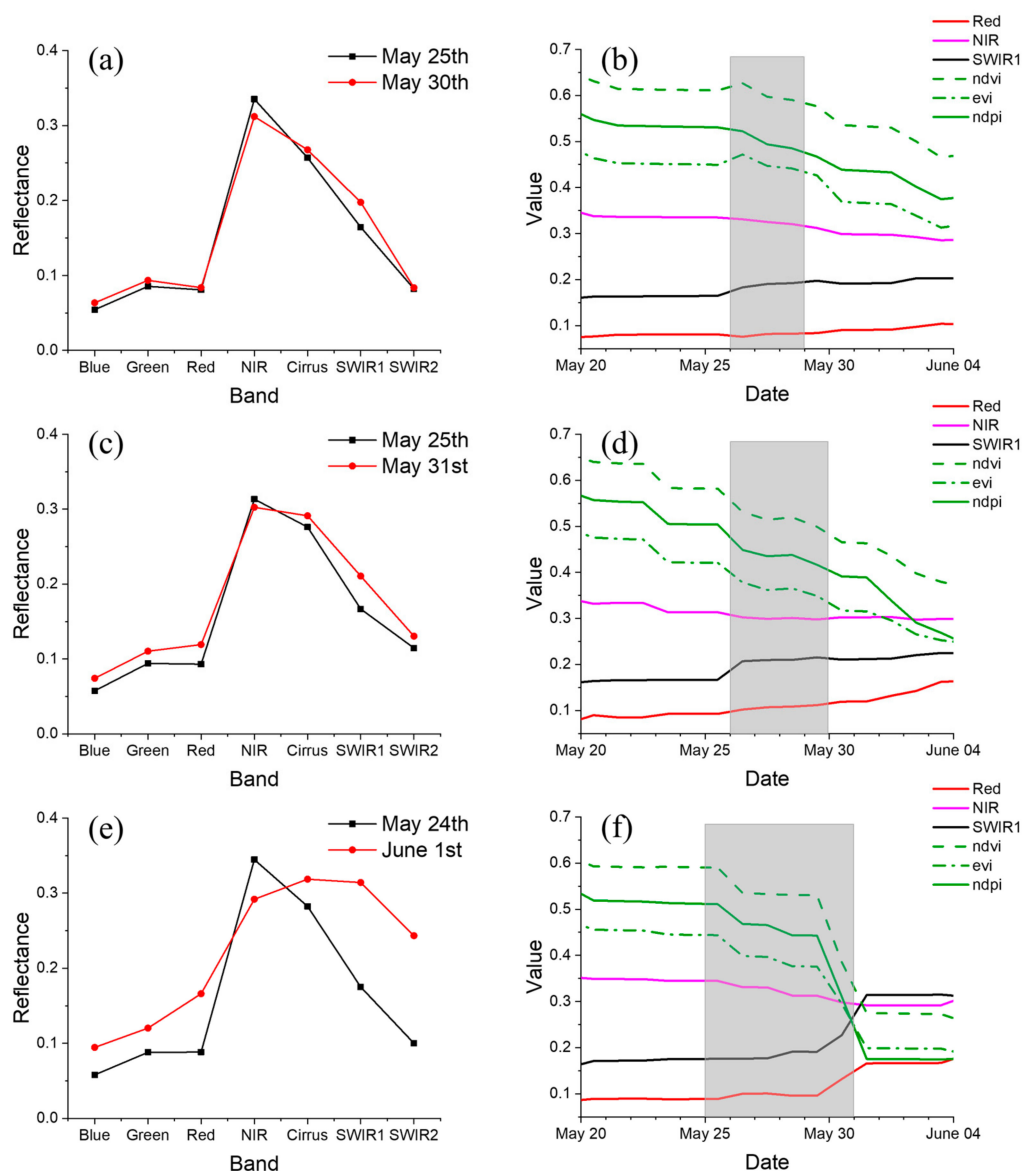 (a)
May 25th
May 30th
0.4
0.3
0.2
0.1
0.0
Reflectance
Blue Green Red NIR Cirrus SWIR1 SWIR2
Band
(b)
Red
NIR
SWIR1
ndvi
evi
ndpi
0.7
0.6
0.5
0.4
0.3
0.2
0.1
Value
May 20 May 25 May 30 June 04
Date
(c)
May 25th
May 31st
0.4
0.3
0.2
0.1
0.0
Reflectance
Blue Green Red NIR Cirrus SWIR1 SWIR2
Band
(d)
Red
NIR
SWIR1
ndvi
evi
ndpi
0.7
0.6
0.5
0.4
0.3
0.2
0.1
Value
May 20 May 25 May 30 June 04
Date
(e)
May 24th
June 1st
0.4
0.3
0.2
0.1
0.0
Reflectance
Blue Green Red NIR Cirrus SWIR1 SWIR2
Band
(f)
Red
NIR
SWIR1
ndvi
evi
ndpi
0.7
0.6
0.5
0.4
0.3
0.2
0.1
Value
May 20 May 25 May 30 June 04
Date